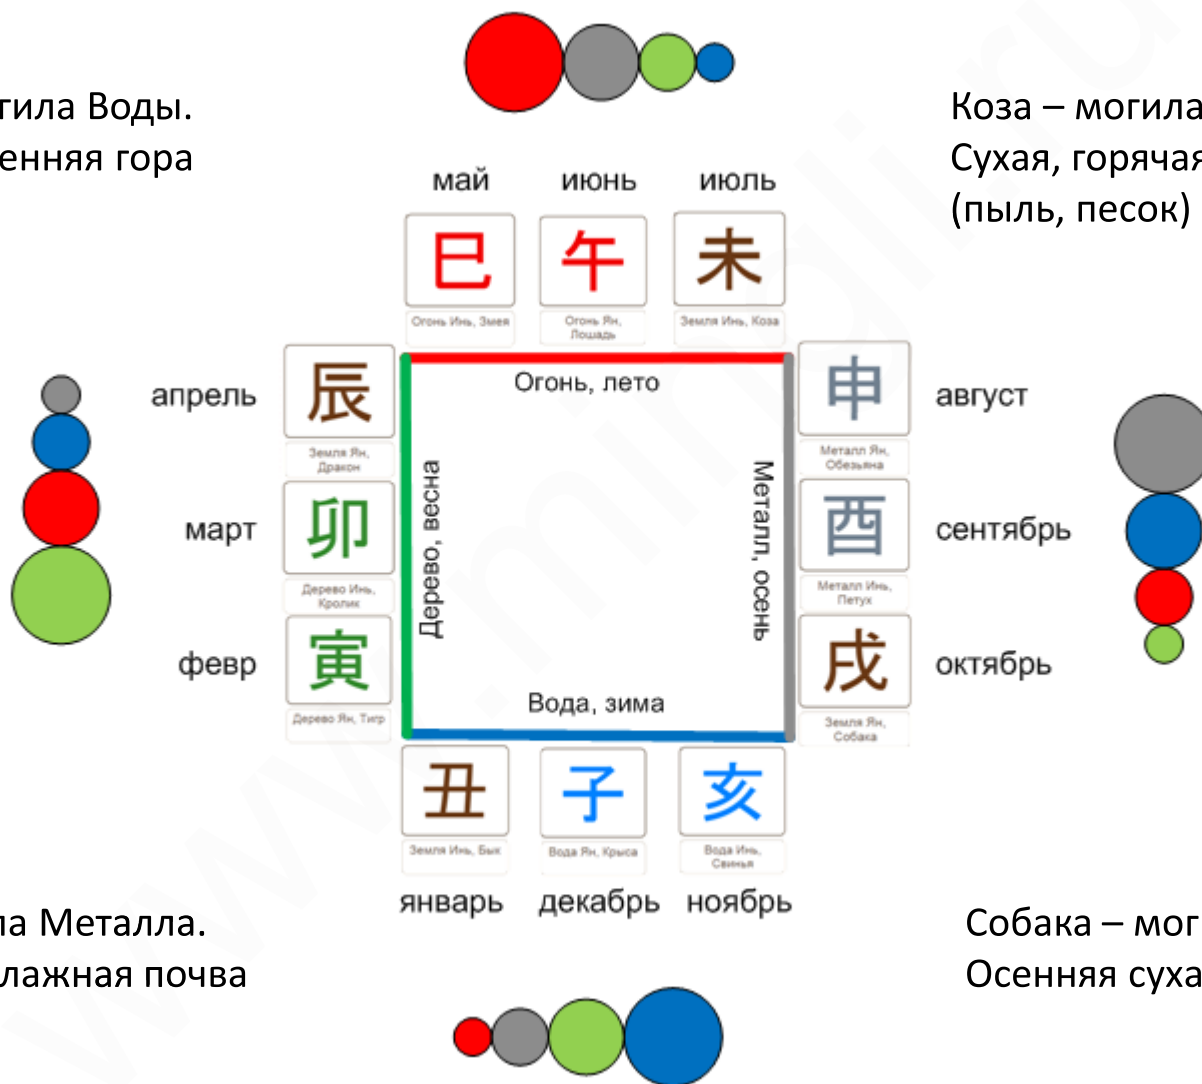 гила Воды.
енняя гора
Коза – могила
Сухая, горячая
(пыль, песок)
май июнь июль
巳 午 未
Огонь Инь, Змея
Огонь Ян,
Лошадь
Земля Инь, Коза
апрель
辰
Земля Ян,
Дракон
март
卯
Дерево Инь,
Кролик
февр
寅
Дерево Ян, Тигр
Огонь, лето
Дерево, весна
Металл, осень
Вода, зима
申
Металл Ян,
Обезьяна
август
酉
Металл Инь,
Петух
сентябрь
戌
Земля Ян,
Собака
октябрь
丑 子 亥
Земля Инь, Бык
Вода Ян, Крыса
Вода Инь,
Свинья
январь декабрь ноябрь
ла Металла.
лажная почва
Собака – мог
Осенняя суха